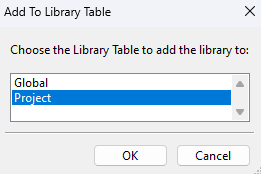 Add To Library Table
Choose the Library Table to add the library to:
Global
Project
OK
Cancel